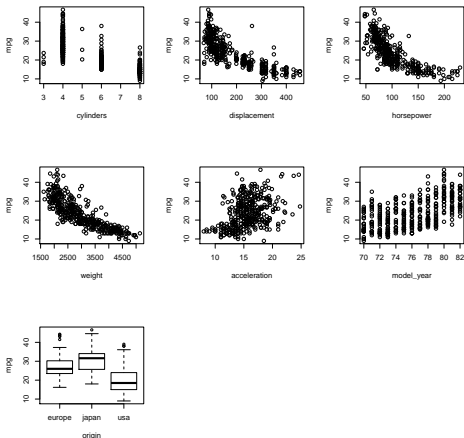 mpg
10 20 30 40
3 4 5 6 7 8
cylinders
mpg
10 20 30 40
100 200 300 400
displacement
mpg
10 20 30 40
50 100 150 200
horsepower
mpg
10 20 30 40
1500 2500 3500 4500
weight
mpg
10 20 30 40
10 15 20 25
acceleration
mpg
10 20 30 40
70 72 74 76 78 80 82
model_year
mpg
10 20 30 40
europe japan usa
origin